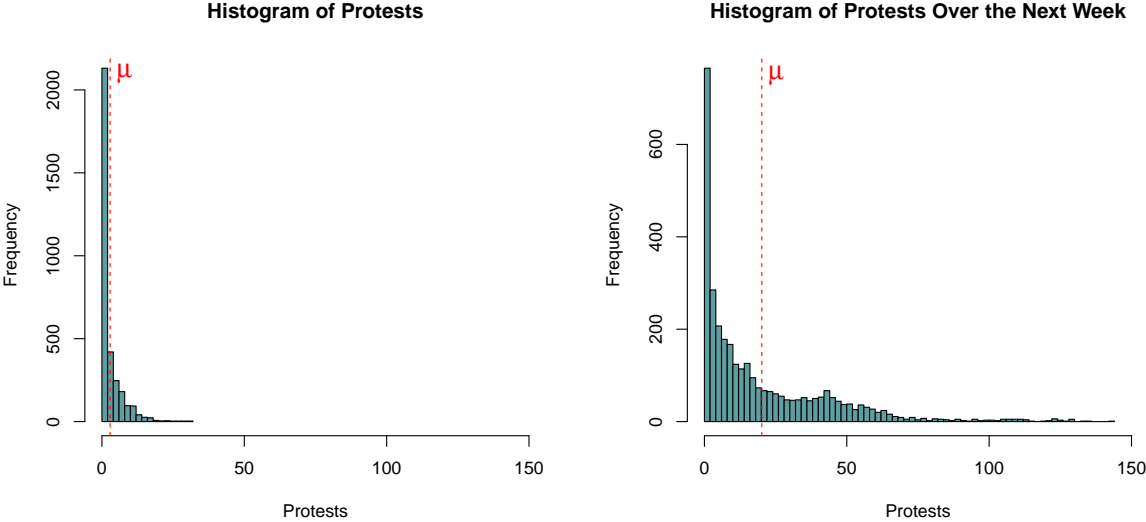 Histogram of Protests
μ
2000
1500
1000
500
0
Frequency
0 50 100 150
Protests
Histogram of Protests Over the Next Week
μ
600
400
200
0
Frequency
0 50 100 150
Protests